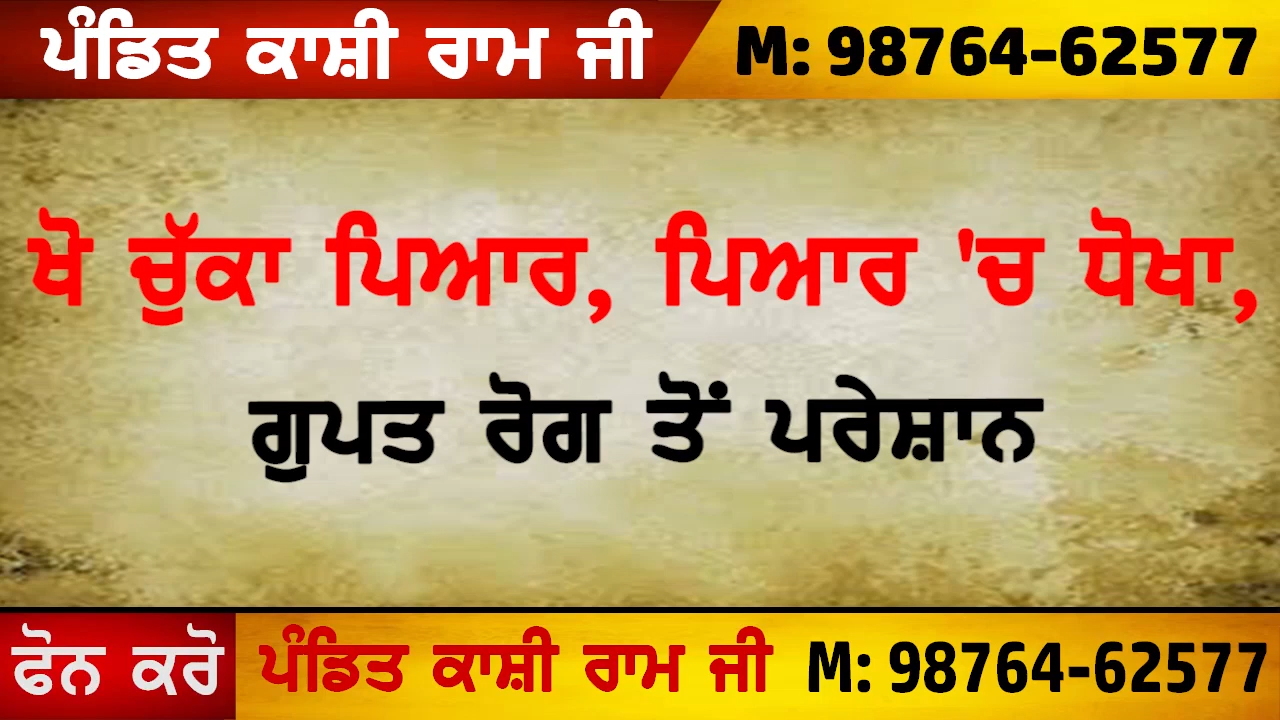 ਪੰਡਿਤ ਕਾਸ਼ੀ ਰਾਮ ਜੀ M: 98764-62577
ਖੋ ਚੁੱਕਾ ਪਿਆਰ, ਪਿਆਰ 'ਚ ਧੋਖਾ,
ਗੁਪਤ ਰੋਗ ਤੋਂ ਪਰੇਸ਼ਾਨ
ਫੋਨ ਕਰੋ ਪੰਡਿਤ ਕਾਸ਼ੀ ਰਾਮ ਜੀ M: 98764-62577